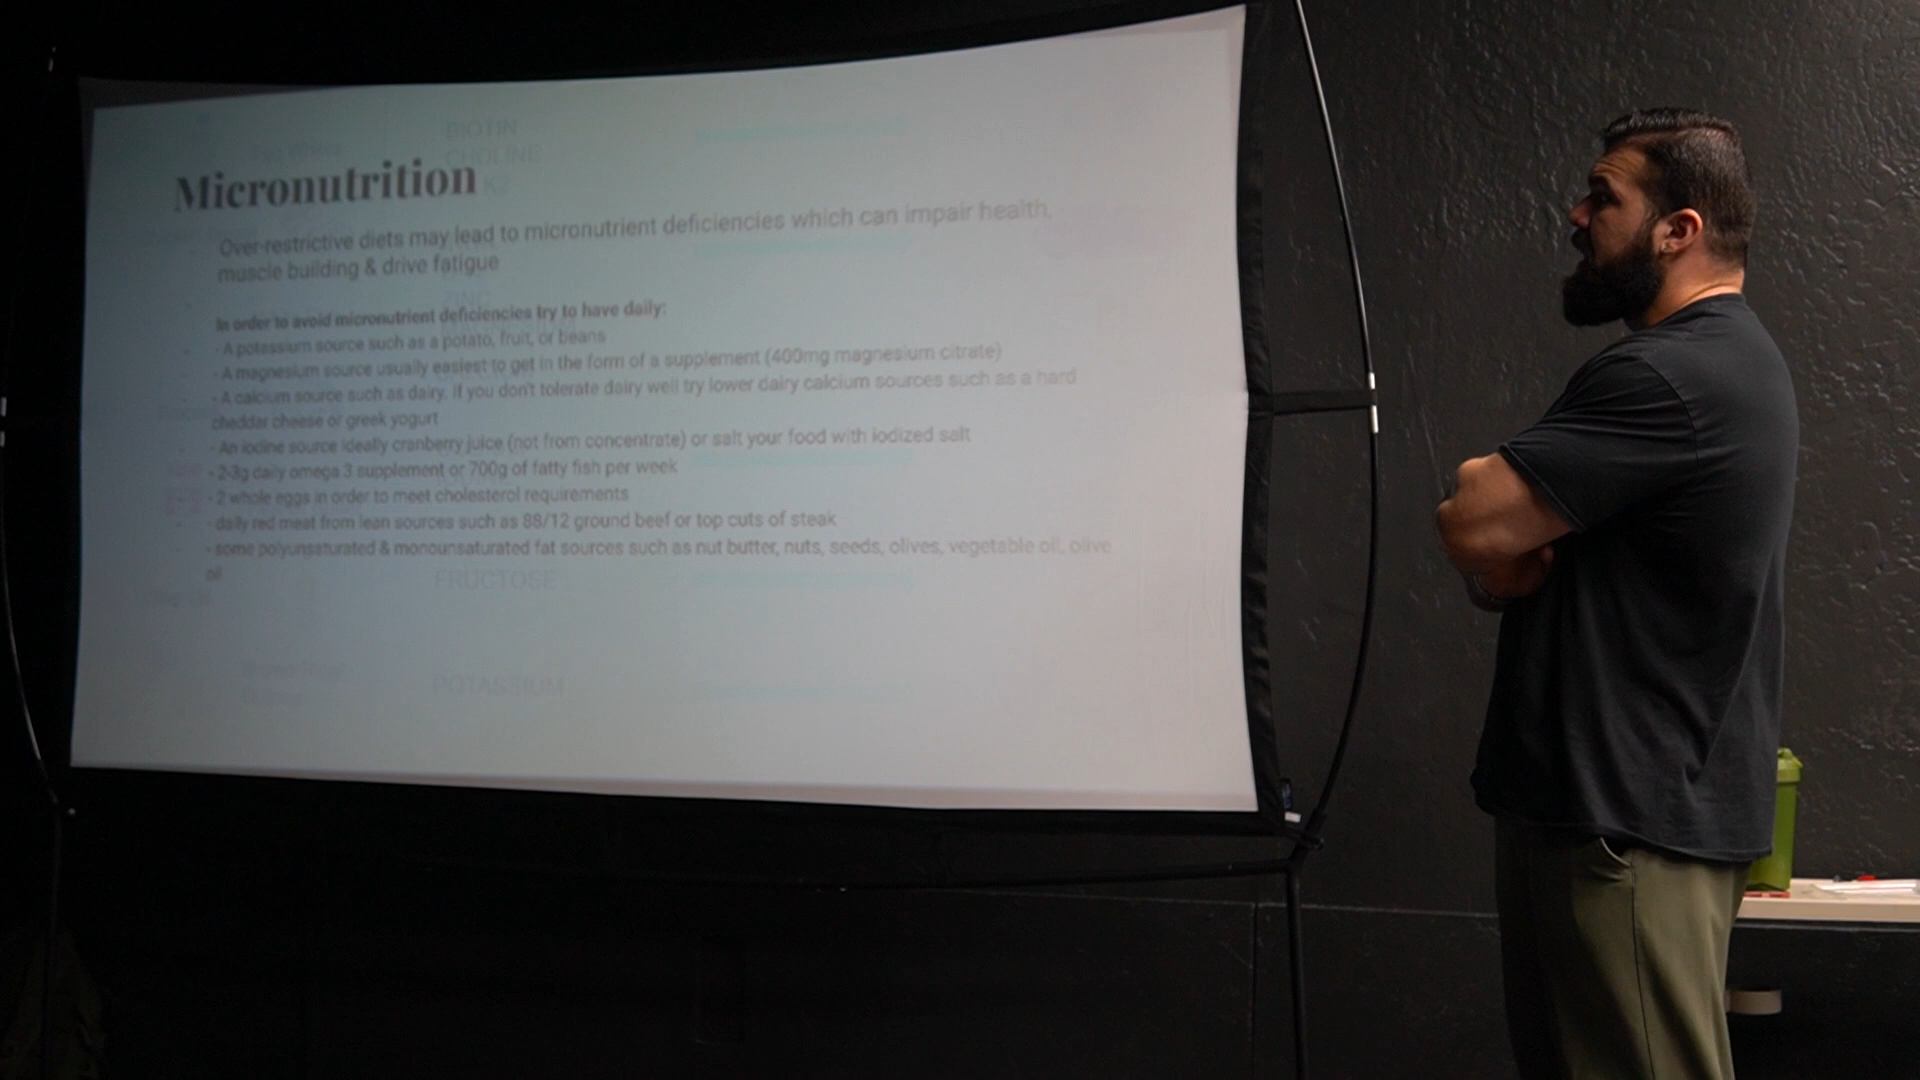 BIOTIN
CHOLINE
K2
Micronutrition
Over-restrictive diets may lead to micronutrient deficiencies which can impair health,
muscle building & drive fatigue
ZINC
In order to avoid micronutrient deficiencies try to have daily:
- A potassium source such as a potato, fruit, or beans
- A magnesium source usually easiest to get in the form of a supplement (400mg magnesium citrate)
- A calcium source such as dairy. If you don't tolerate dairy well try lower dairy calcium sources such as a hard
cheddar cheese or greek yogurt
- An iodine source ideally cranberry juice (not from concentrate) or salt your food with iodized salt
- 2-3g daily omega 3 supplement or 700g of fatty fish per week
- 2 whole eggs in order to meet cholesterol requirements
- daily red meat from lean sources such as 88/12 ground beef or top cuts of steak
- some polyunsaturated & monounsaturated fat sources such as nut butter, nuts, seeds, olives, vegetable oil, olive
oil
FRUCTOSE
POTASSIUM